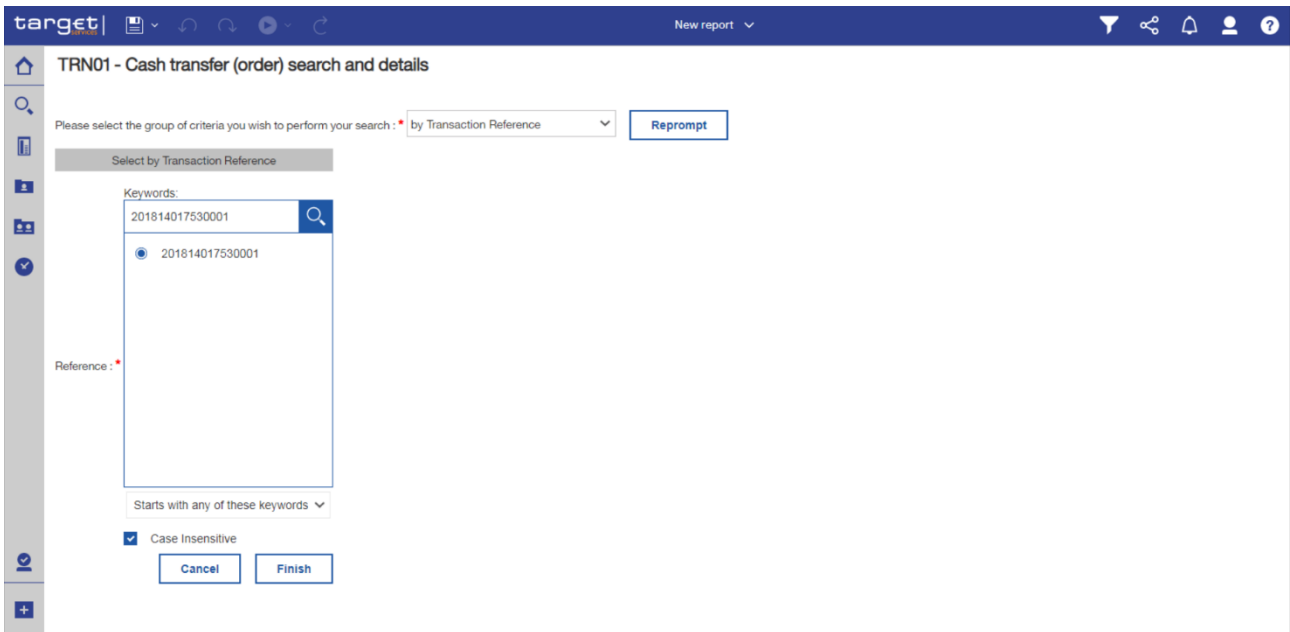 target|
services
New report
?
TRN01 - Cash transfer (order) search and details
Please select the group of criteria you wish to perform your search : * by Transaction Reference
Reprompt
Select by Transaction Reference
Keywords:
201814017530001
201814017530001
Reference : *
Starts with any of these keywords
Case Insensitive
Cancel
Finish